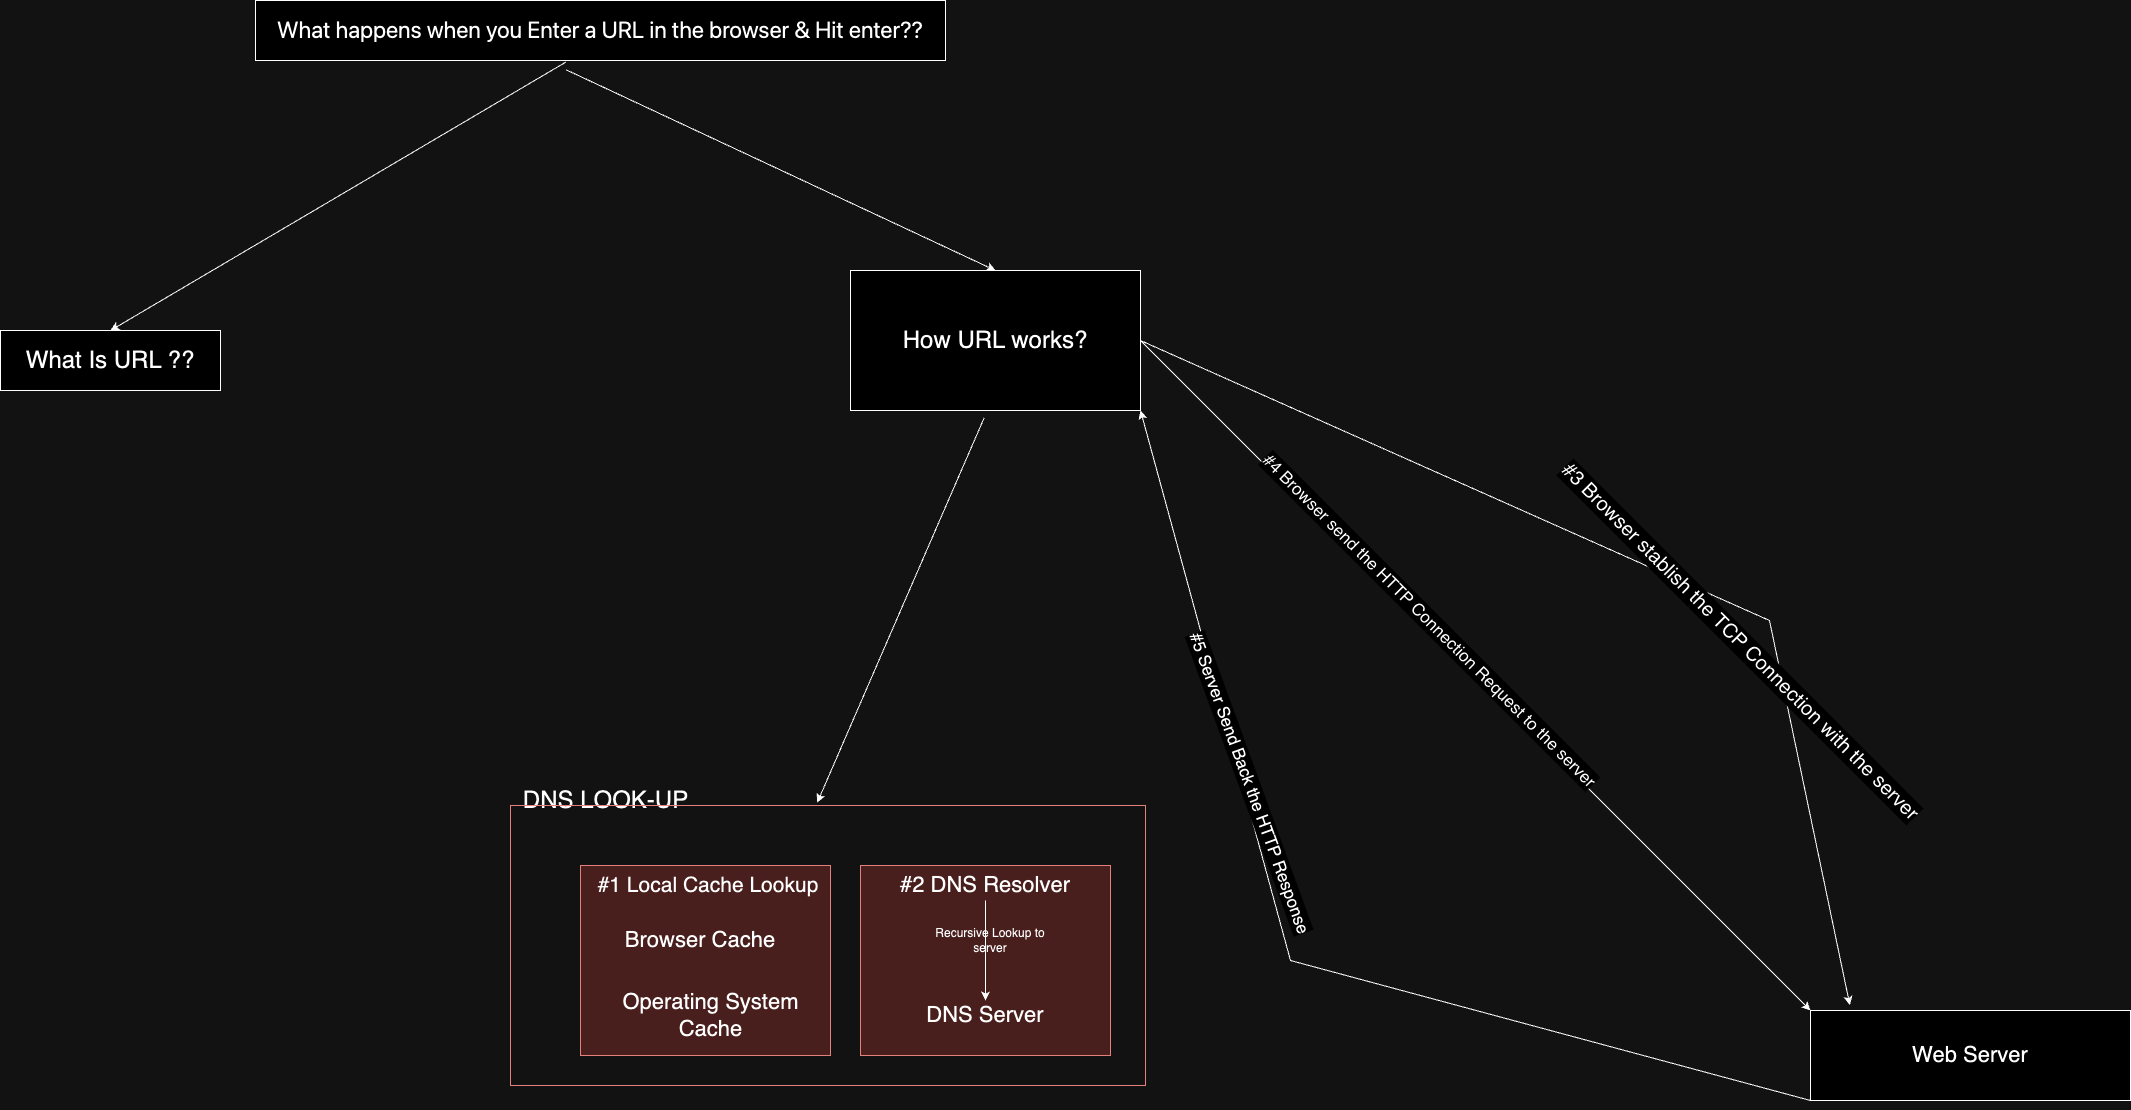 What happens when you Enter a URL in the browser & Hit enter??
What Is URL ??
How URL works?
#3 Browser stablish the TCP Connection with the server
#4 Browser send the HTTP Connection Request to the server
#5 Server Send Back the HTTP Response
DNS LOOK-UP
#1 Local Cache Lookup
Browser Cache
Operating System
Cache
#2 DNS Resolver
Recursive Lookup to
server
DNS Server
Web Server